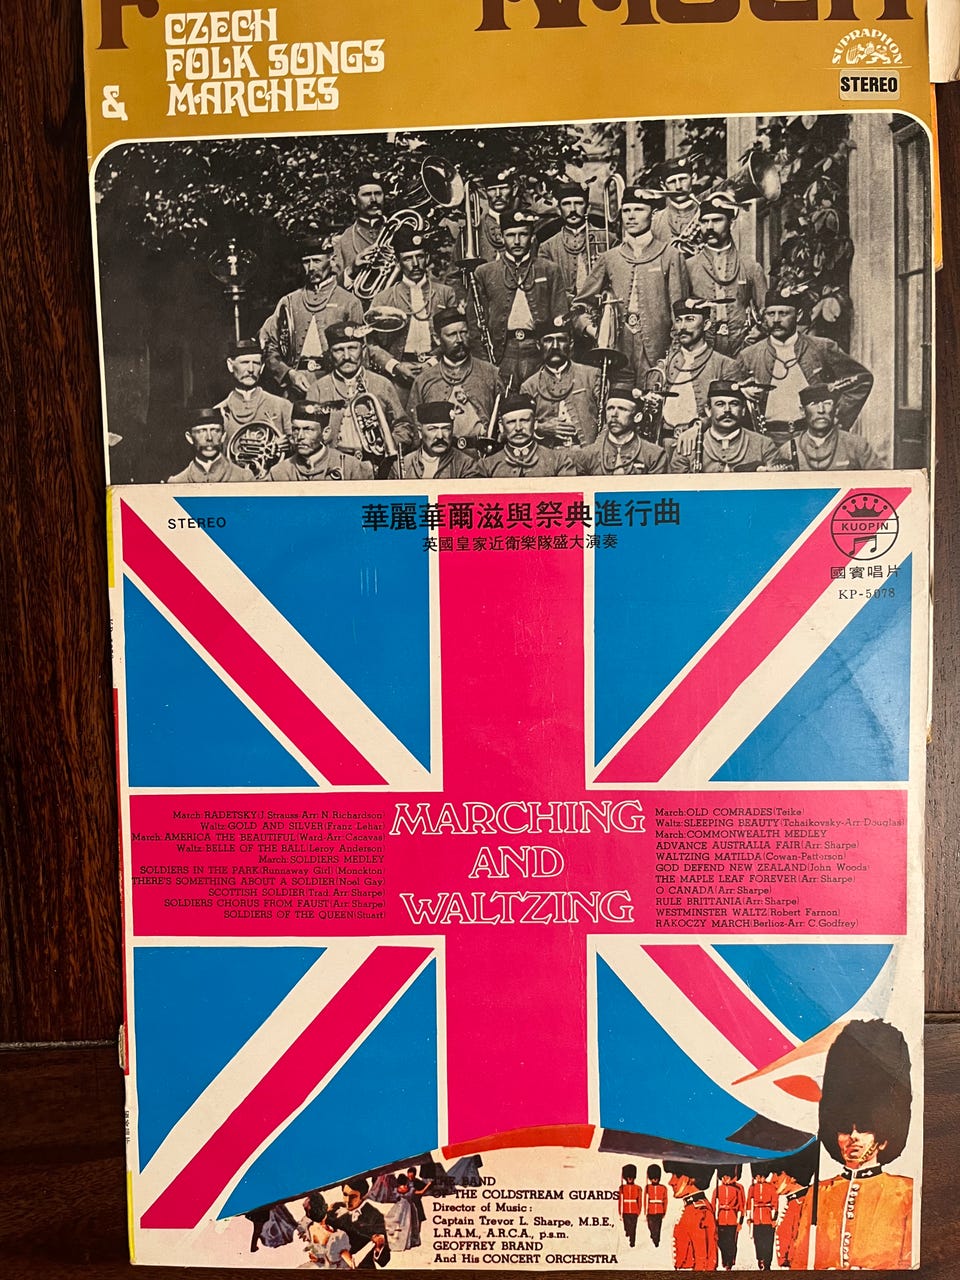 CZECH
FOLK SONGS
& MARCHES
SUPRAPHON
STEREO
STEREO
華麗華爾滋與祭典進行曲
英國皇家近衛樂隊盛大演奏
KUOPIN
國賓唱片
KP-5078
MARCHING
AND
WALTZING
March:RADETSKY(J.Strauss-Arr:N.Richardson)
Waltz:GOLD AND SILVER(Franz Lehar)
March:AMERICA THE BEAUTIFUL(Ward-Arr:Cacavas)
Waltz:BELLE OF THE BALL(Leroy Anderson)
March:SOLDIERS MEDLEY
SOLDIERS IN THE PARK(Runnaway Girl) (Monckton)
THERE'S SOMETHING ABOUT A SOLDIER(Noel Gay)
SCOTTISH SOLDIER(Trad. Arr:Sharpe)
SOLDIERS CHORUS FROM FAUST(Arr:Sharpe)
SOLDIERS OF THE QUEEN(Stuart)
March:OLD COMRADES(Teike)
Waltz:SLEEPING BEAUTY(Tchaikovsky-Arr:Douglas)
March:COMMONWEALTH MEDLEY
ADVANCE AUSTRALIA FAIR(Arr:Sharpe)
WALTZING MATILDA(Cowan-Patterson)
GOD DEFEND NEW ZEALAND(John Woods)
THE MAPLE LEAF FOREVER(Arr:Sharpe)
O CANADA(Arr:Sharpe)
RULE BRITTANIA(Arr:Sharpe)
WESTMINSTER WALTZ(Robert Farnon)
RAKOCZY MARCH(Berlioz-Arr:C.Godfrey)
THE BAND
OF THE COLDSTREAM GUARDS
Director of Music:
Captain Trevor L. Sharpe, M.B.E.,
L.R.A.M., A.R.C.A., p.s.m.
GEOFFREY BRAND
And His CONCERT ORCHESTRA